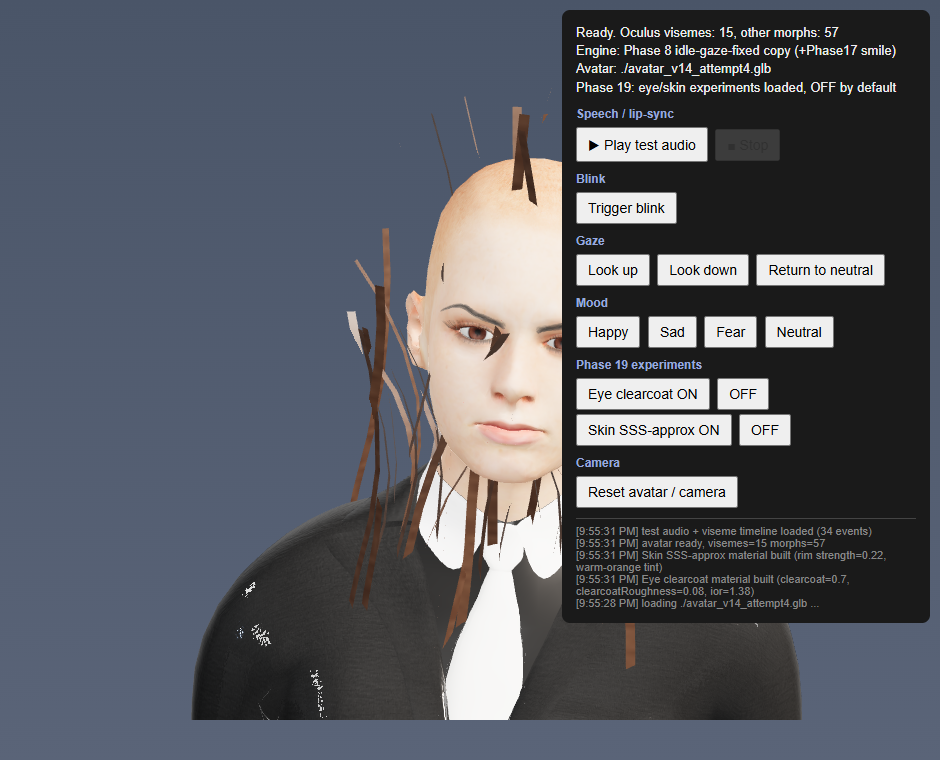 Ready. Oculus visemes: 15, other morphs: 57
Engine: Phase 8 idle-gaze-fixed copy (+Phase17 smile)
Avatar: ./avatar_v14_attempt4.glb
Phase 19: eye/skin experiments loaded, OFF by default
Speech / lip-sync
▶ Play test audio ■ Stop
Blink
Trigger blink
Gaze
Look up Look down Return to neutral
Mood
Happy Sad Fear Neutral
Phase 19 experiments
Eye clearcoat ON OFF
Skin SSS-approx ON OFF
Camera
Reset avatar / camera
[9:55:31 PM] test audio + viseme timeline loaded (34 events)
[9:55:31 PM] avatar ready, visemes=15 morphs=57
[9:55:31 PM] Skin SSS-approx material built (rim strength=0.22,
warm-orange tint)
[9:55:31 PM] Eye clearcoat material built (clearcoat=0.7,
clearcoatRoughness=0.08, ior=1.38)
[9:55:28 PM] loading ./avatar_v14_attempt4.glb ...